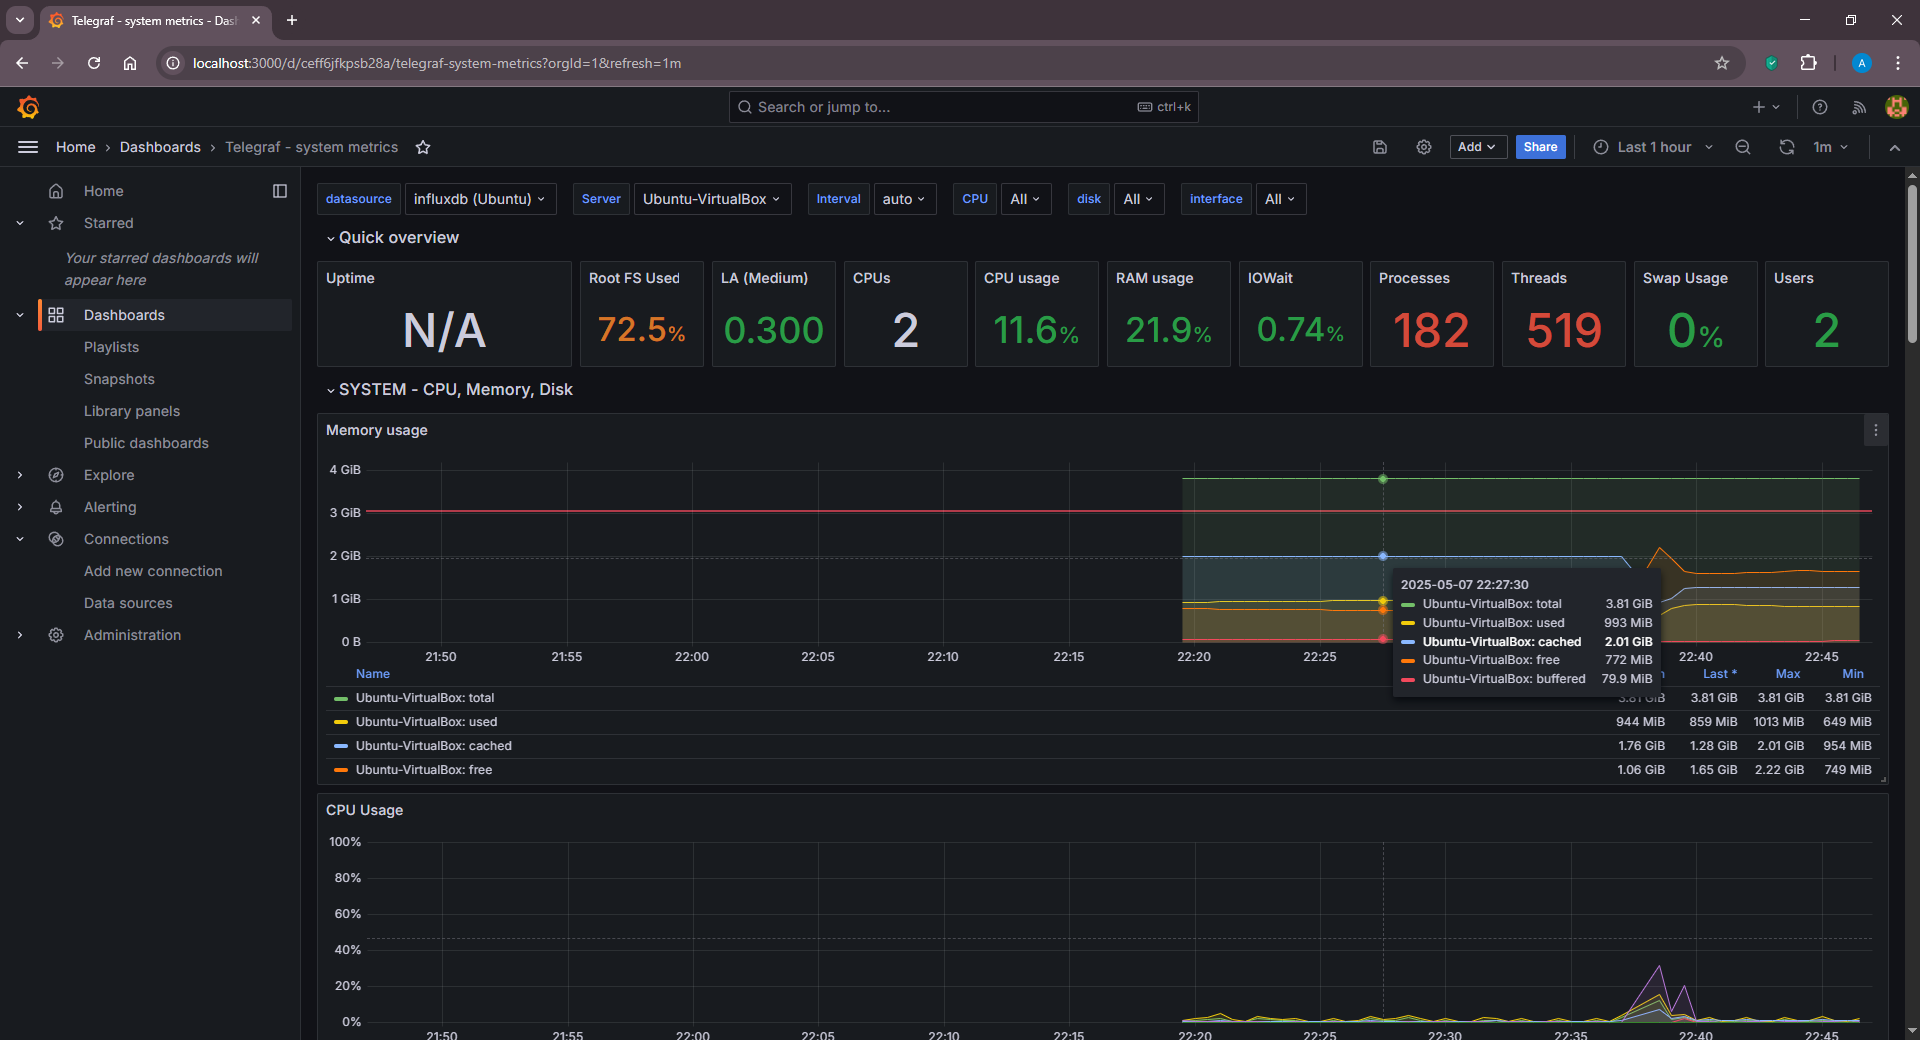 Telegraf - system metrics - Das
localhost:3000/d/ceff6jfkpsb28a/telegraf-system-metrics?orgId=1&refresh=1m
A
Search or jump to...
ctrl+k
Home › Dashboards › Telegraf - system metrics
Add
Share
Last 1 hour
1m
Home
Starred
Your starred dashboards will
appear here
Dashboards
Playlists
Snapshots
Library panels
Public dashboards
Explore
Alerting
Connections
Add new connection
Data sources
Administration
datasource influxdb (Ubuntu) Server Ubuntu-VirtualBox Interval auto CPU All disk All interface All
Quick overview
Uptime
N/A
Root FS Used
72.5%
LA (Medium)
0.300
CPUs
2
CPU usage
11.6%
RAM usage
21.9%
IOWait
0.74%
Processes
182
Threads
519
Swap Usage
0%
Users
2
SYSTEM - CPU, Memory, Disk
Memory usage
4 GiB
3 GiB
2 GiB
1 GiB
0 B
21:50 21:55 22:00 22:05 22:10 22:15 22:20 22:25 22:40 22:45
2025-05-07 22:27:30
Ubuntu-VirtualBox: total 3.81 GiB
Ubuntu-VirtualBox: used 993 MiB
Ubuntu-VirtualBox: cached 2.01 GiB
Ubuntu-VirtualBox: free 772 MiB
Ubuntu-VirtualBox: buffered 79.9 MiB
Name Last * Max Min
Ubuntu-VirtualBox: total 3.81 GiB 3.81 GiB 3.81 GiB 3.81 GiB
Ubuntu-VirtualBox: used 944 MiB 859 MiB 1013 MiB 649 MiB
Ubuntu-VirtualBox: cached 1.76 GiB 1.28 GiB 2.01 GiB 954 MiB
Ubuntu-VirtualBox: free 1.06 GiB 1.65 GiB 2.22 GiB 749 MiB
CPU Usage
100%
80%
60%
40%
20%
0%
21:50 21:55 22:00 22:05 22:10 22:15 22:20 22:25 22:30 22:35 22:40 22:45